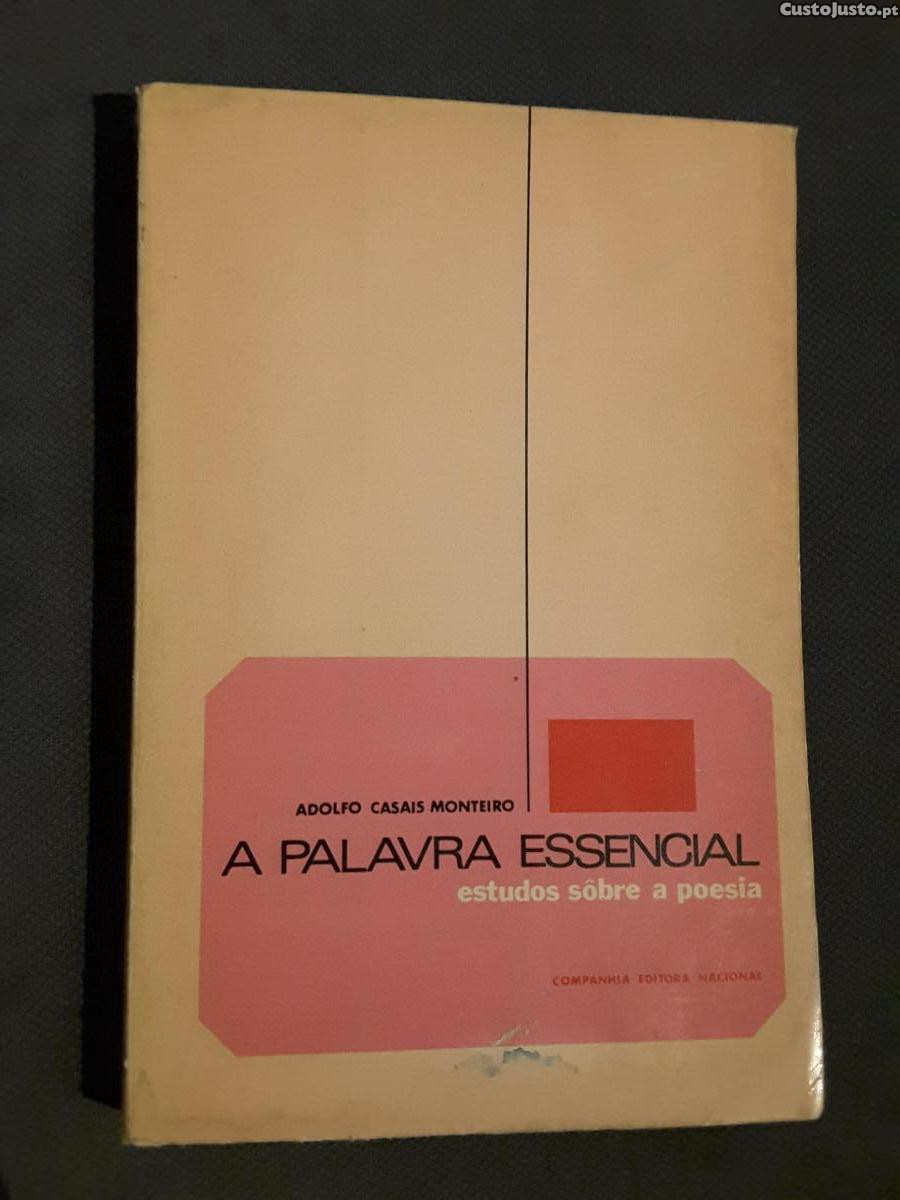 CustoJusto.pt
ADOLFO CASAIS MONTEIRO
A PALAVRA ESSENCIAL
estudos sôbre a poesia
COMPANHIA EDITORA NACIONAL